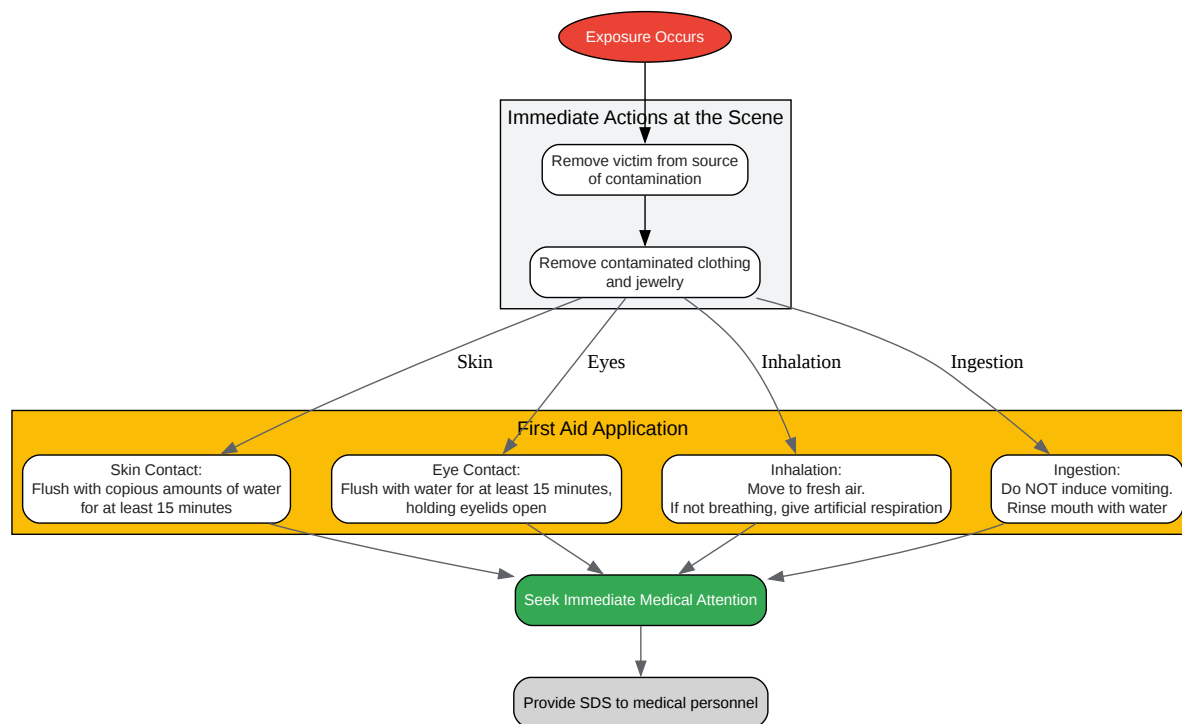 Exposure Occurs
Immediate Actions at the Scene
Remove victim from source
of contamination
Remove contaminated clothing
and jewelry
Skin
Eyes
Inhalation
Ingestion
First Aid Application
Skin Contact:
Flush with copious amounts of water
for at least 15 minutes
Eye Contact:
Flush with water for at least 15 minutes,
holding eyelids open
Inhalation:
Move to fresh air.
If not breathing, give artificial respiration
Ingestion:
Do NOT induce vomiting.
Rinse mouth with water
Seek Immediate Medical Attention
Provide SDS to medical personnel